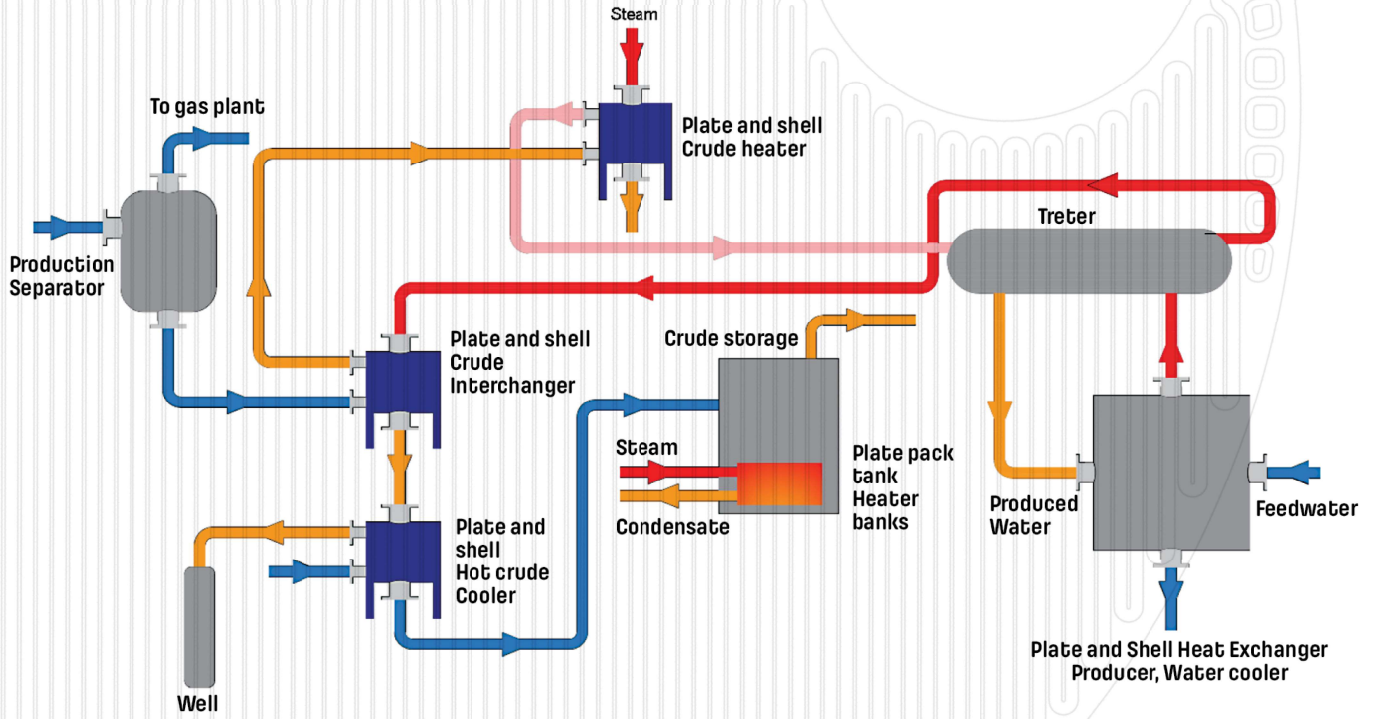 Steam
To gas plant
Plate and shell
Crude heater
Treter
Production
Separator
Plate and shell
Crude
Interchanger
Crude storage
Steam
Condensate
Plate pack
tank
Heater
banks
Produced
Water
Feedwater
Plate and
shell
Hot crude
Cooler
Well
Plate and Shell Heat Exchanger
Producer, Water cooler